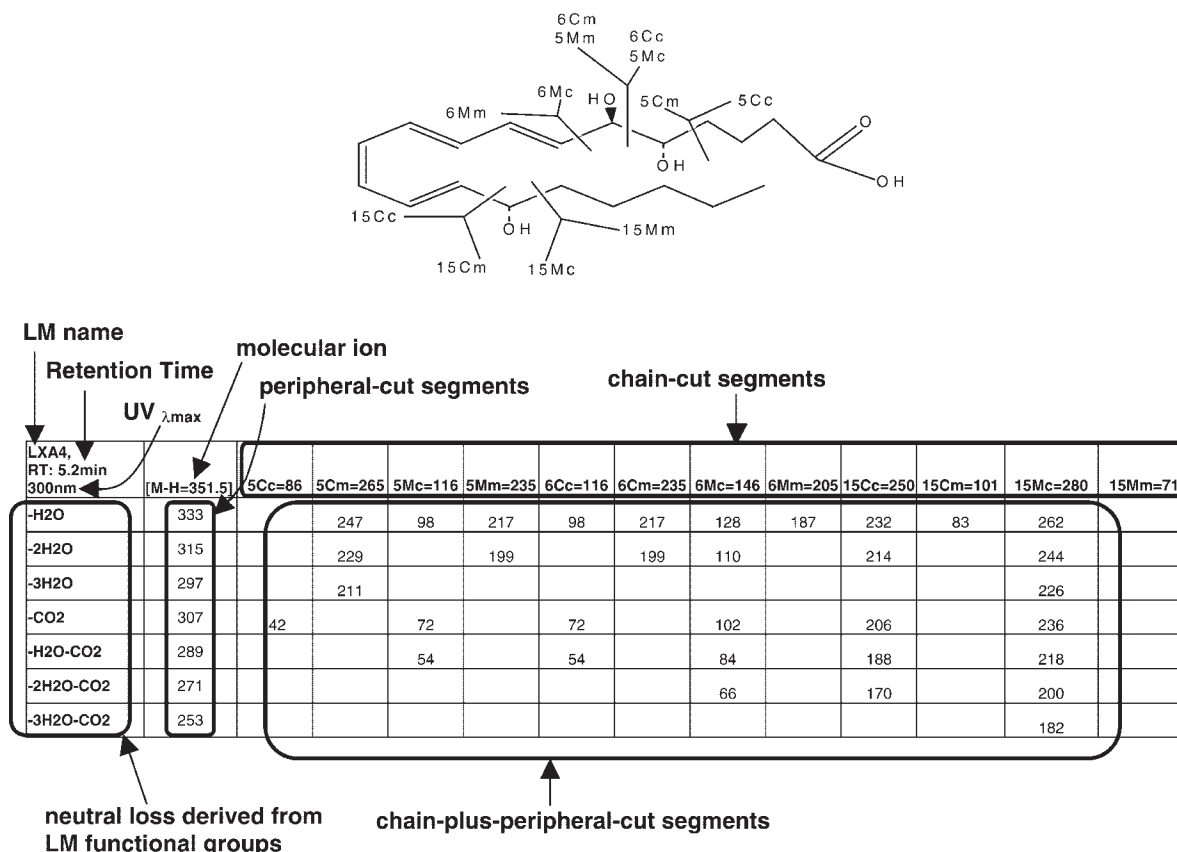 6Cm
5Mm
6Cc
5Mc
6Mc
HO
5Cm
5Cc
6Mm
O
OH
OH
15Cc
OH
15Mm
15Cm
15Mc
LM name
molecular ion
Retention Time
peripheral-cut segments
chain-cut segments
UV λmax
LXA4,
RT: 5.2min
300nm [M-H=351.5] 5Cc=86 5Cm=265 5Mc=116 5Mm=235 6Cc=116 6Cm=235 6Mc=146 6Mm=205 15Cc=250 15Cm=101 15Mc=280 15Mm=71
-H2O 333 247 98 217 98 217 128 187 232 83 262
-2H2O 315 229 199 199 110 214 244
-3H2O 297 211 226
-CO2 307 42 72 72 102 206 236
-H2O-CO2 289 54 54 84 188 218
-2H2O-CO2 271 66 170 200
-3H2O-CO2 253 182
neutral loss derived from
LM functional groups
chain-plus-peripheral-cut segments